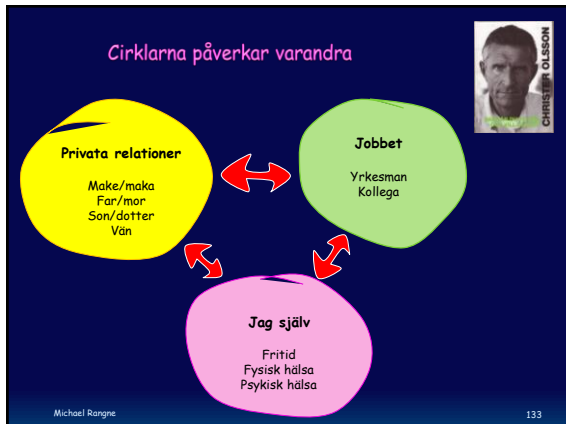 Cirklarna påverkar varandra
CHRISTER OLSSON
Privata relationer
Make/maka
Far/mor
Son/dotter
Vän
Jobbet
Yrkesman
Kollega
Jag själv
Fritid
Fysisk hälsa
Psykisk hälsa
Michael Rangne
133